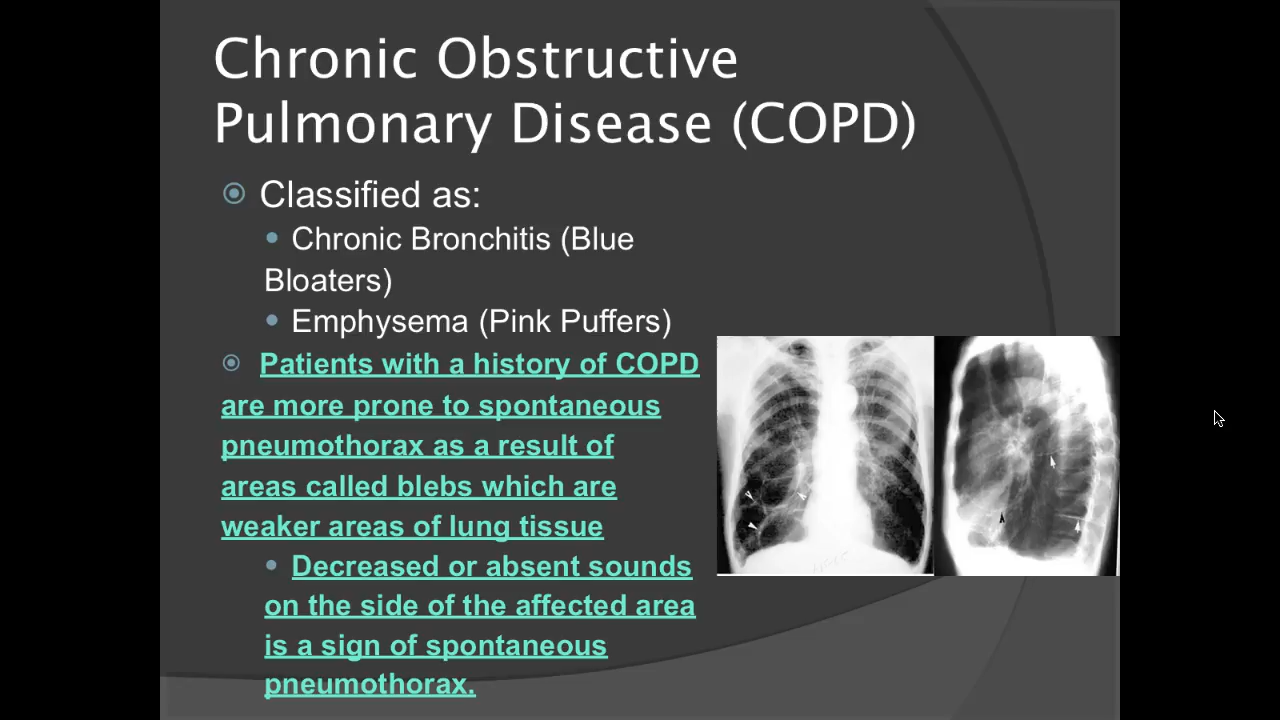 Chronic Obstructive
Pulmonary Disease (COPD)
Classified as:
Chronic Bronchitis (Blue
Bloaters)
Emphysema (Pink Puffers)
Patients with a history of COPD
are more prone to spontaneous
pneumothorax as a result of
areas called blebs which are
weaker areas of lung tissue
Decreased or absent sounds
on the side of the affected area
is a sign of spontaneous
pneumothorax.